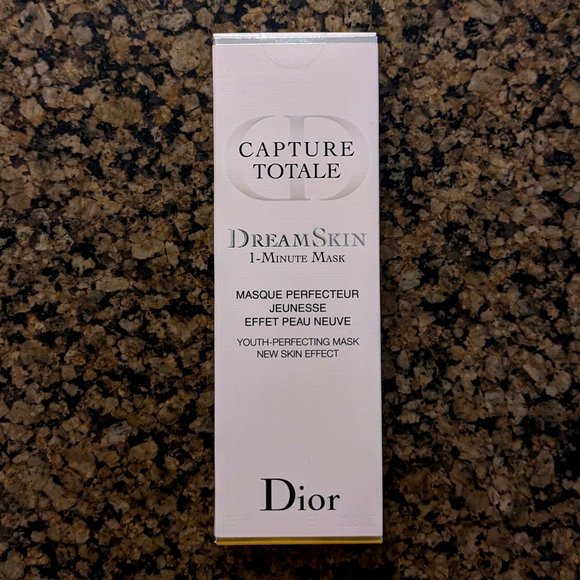 CAPTURE
TOTALE
DREAMSKIN
1-MINUTE MASK
MASQUE PERFECTEUR
JEUNESSE
EFFET PEAU NEUVE
YOUTH-PERFECTING MASK
NEW SKIN EFFECT
Dior